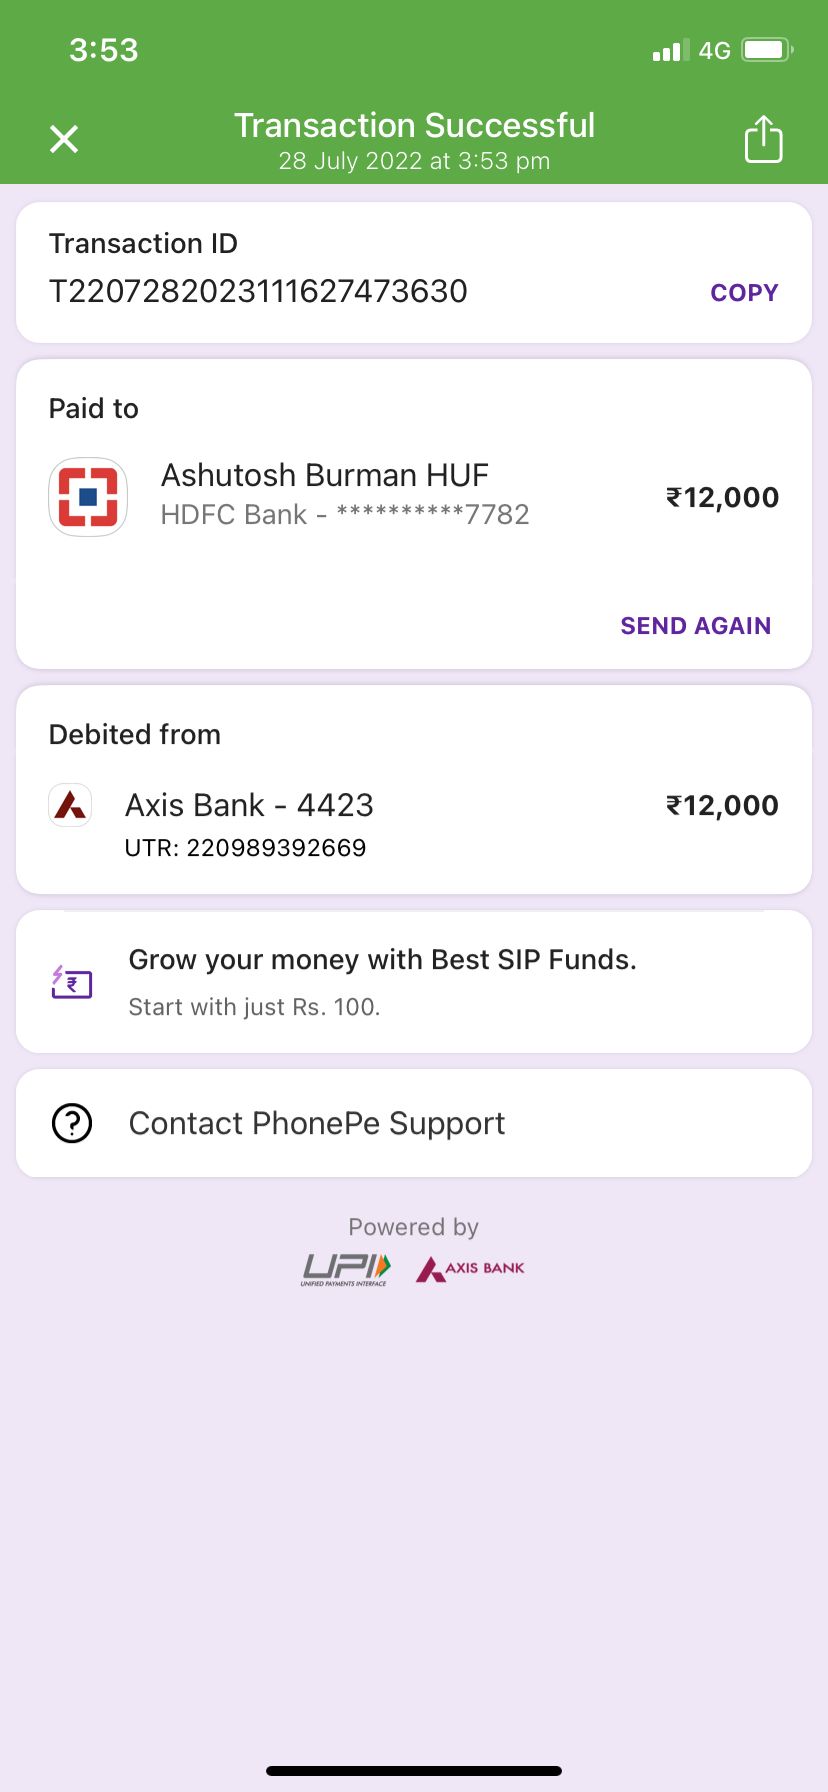 3:53
4G
Transaction Successful
28 July 2022 at 3:53 pm
Transaction ID
T2207282023111627473630
COPY
Paid to
Ashutosh Burman HUF
HDFC Bank - **********7782
₹12,000
SEND AGAIN
Debited from
Axis Bank - 4423
₹12,000
UTR: 220989392669
Grow your money with Best SIP Funds.
₹
Start with just Rs. 100.
? Contact PhonePe Support
Powered by
UPI
UNIFIED PAYMENTS INTERFACE
AXIS BANK